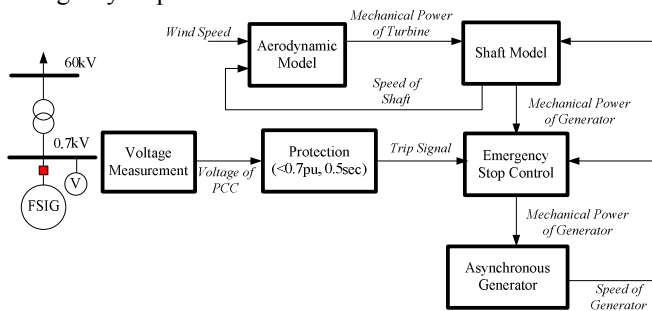 Mechanical Power
of Turbine
Wind Speed
Aerodynamic
Model
Shaft Model
60kV
Speed of
Shaft
Mechanical Power
of Generator
0.7kV
Voltage
Measurement
Voltage of
PCC
Protection
(<0.7pu, 0.5sec)
Trip Signal
Emergency
Stop Control
V
FSIG
Mechanical Power
of Generator
Asynchronous
Generator
Speed of
Generator